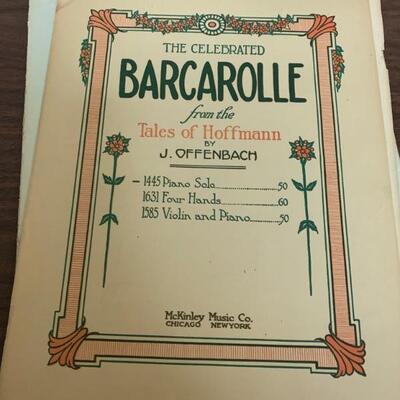 THE CELEBRATED
BARCAROLLE
from the
Tales of Hoffmann
BY
J. OFFENBACH
– 1445 Piano Solo..................50
1631 Four Hands................60
1585 Violin and Piano.........50
McKinley Music Co.
CHICAGO NEW YORK